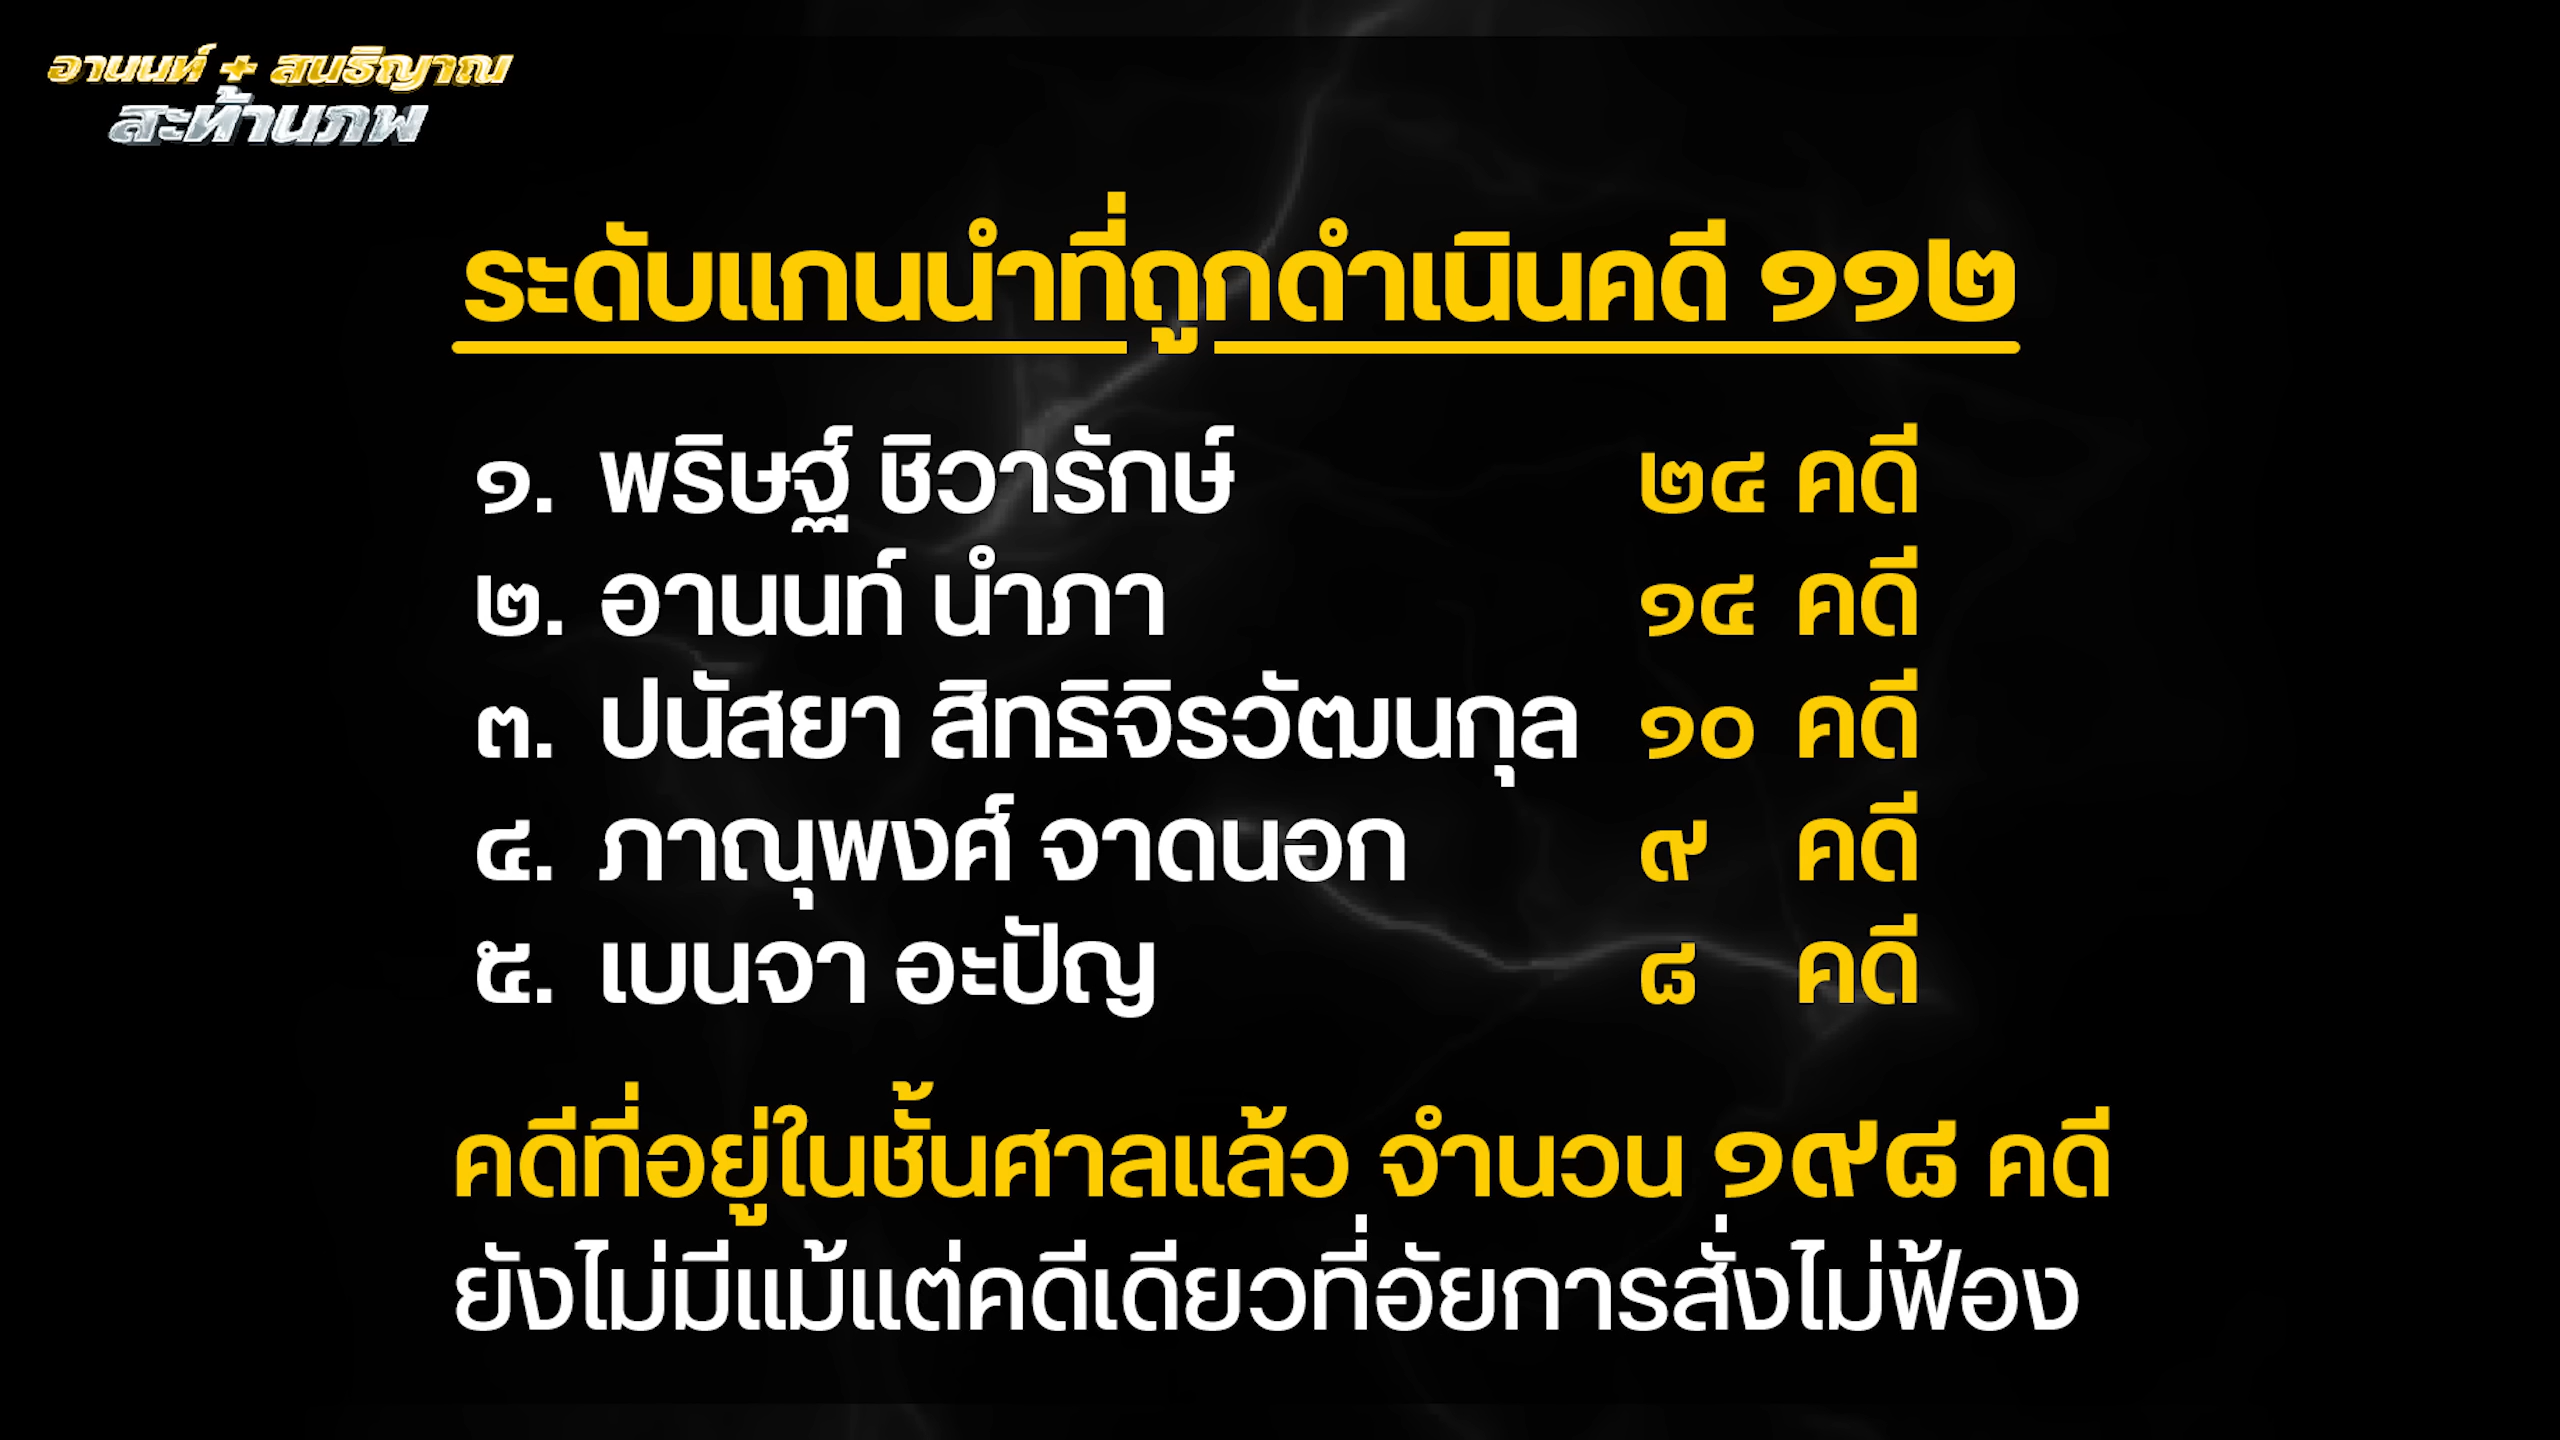 อานนท์ + สนธิญาณ
สะท้านภพ
ระดับแกนนำที่ถูกดำเนินคดี ๑๑๒
๑. พริษฐ์ ชิวารักษ์ ๒๔ คดี
๒. อานนท์ นำภา ๑๔ คดี
๓. ปนัสยา สิทธิจิรวัฒนกุล ๑๐ คดี
๔. ภาณุพงศ์ จาดนอก ๙ คดี
๕. เบนจา อะปัญ ๘ คดี
คดีที่อยู่ในชั้นศาลแล้ว จำนวน ๑๙๘ คดี
ยังไม่มีแม้แต่คดีเดียวที่อัยการสั่งไม่ฟ้อง